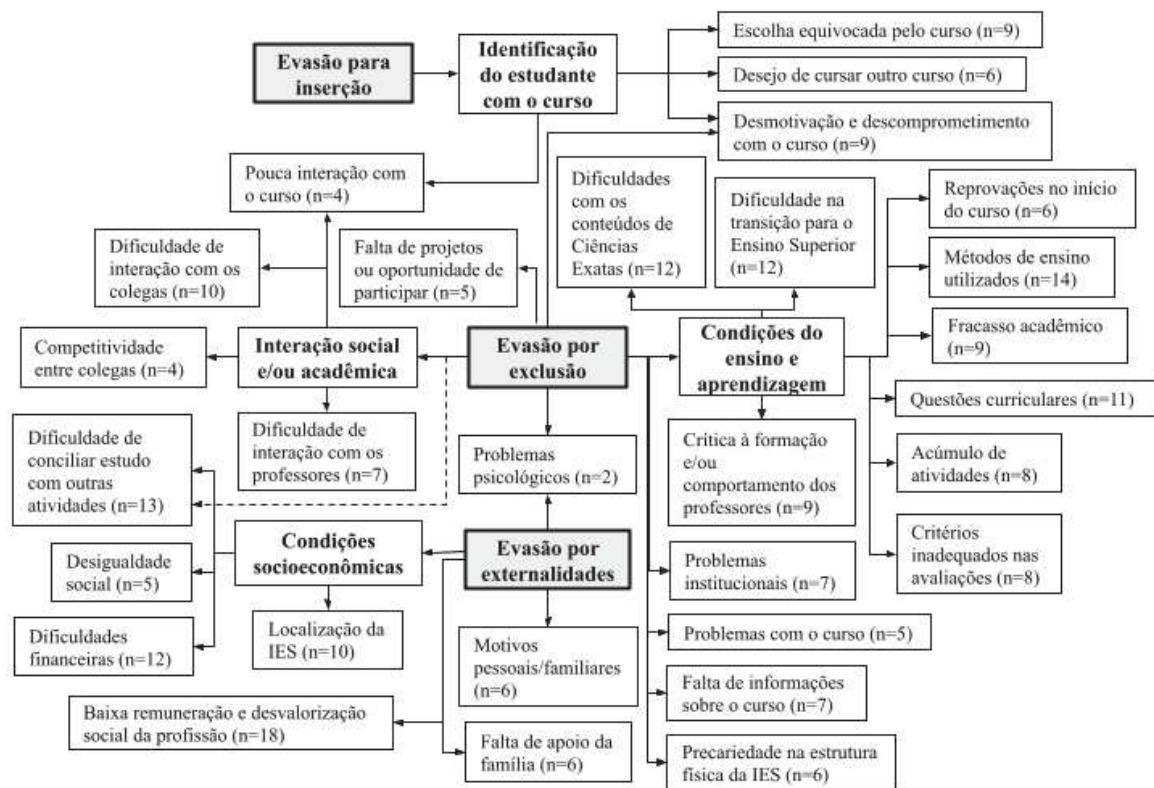 Evasão para
inserção
Identificação
do estudante
com o curso
Escolha equivocada pelo curso (n=9)
Desejo de cursar outro curso (n=6)
Desmotivação e descomprometimento
com o curso (n=9)
Pouca interação com
o curso (n=4)
Dificuldade de
interação com os
colegas (n=10)
Falta de projetos
ou oportunidade de
participar (n=5)
Dificuldades
com os
conteúdos de
Ciências
Exatas (n=12)
Dificuldade na
transição para o
Ensino Superior
(n=12)
Reprovações no início
do curso (n=6)
Métodos de ensino
utilizados (n=14)
Fracasso acadêmico
(n=9)
Competitividade
entre colegas (n=4)
Interação social
e/ou acadêmica
Evasão por
exclusão
Condições do
ensino e
aprendizagem
Questões curriculares (n=11)
Dificuldade de
conciliar estudo
com outras
atividades (n=13)
Dificuldade de
interação com os
professores (n=7)
Problemas
psicológicos (n=2)
Crítica à formação
e/ou
comportamento dos
professores (n=9)
Acúmulo de
atividades (n=8)
Critérios
inadequados nas
avaliações (n=8)
Desigualdade
social (n=5)
Condições
socioeconômicas
Evasão por
externalidades
Problemas
institucionais (n=7)
Dificuldades
financeiras (n=12)
Localização da
IES (n=10)
Motivos
pessoais/familiares
(n=6)
Problemas com o curso (n=5)
Falta de informações
sobre o curso (n=7)
Baixa remuneração e desvalorização
social da profissão (n=18)
Falta de apoio da
família (n=6)
Precariedade na estrutura
física da IES (n=6)